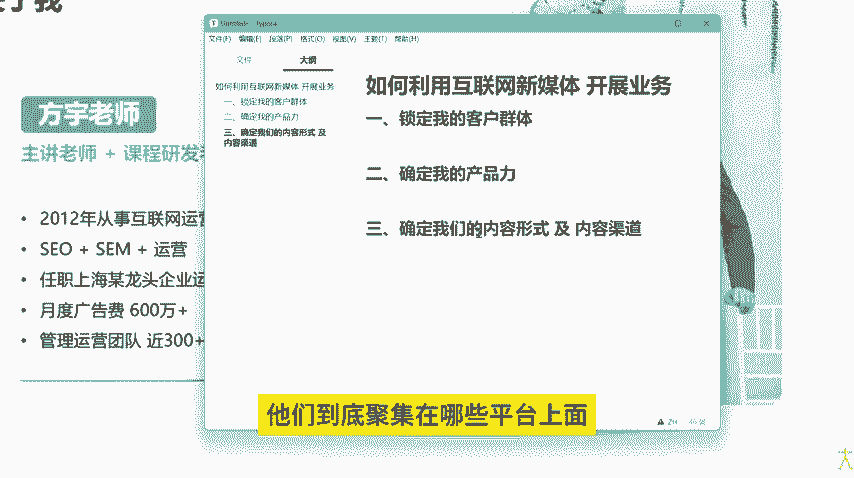 方宇老师
主讲老师 + 课程研发
• 2012年从事互联网运营
• SEO + SEM + 运营
• 任职上海某龙头企业运
• 月度广告费 600万+
• 管理运营团队 近300+
文件(F) 编辑(E) 段落(P) 格式(O) 视图(V) 主题(T) 帮助(H)
文件 大纲
如何利用互联网新媒体 开展业务
一、锁定我的客户群体
二、确定我的产品力
三、确定我们的内容形式 及
内容渠道
如何利用互联网新媒体 开展业务
一、锁定我的客户群体
二、确定我的产品力
三、确定我们的内容形式 及 内容渠道
他们到底聚集在哪些平台上面